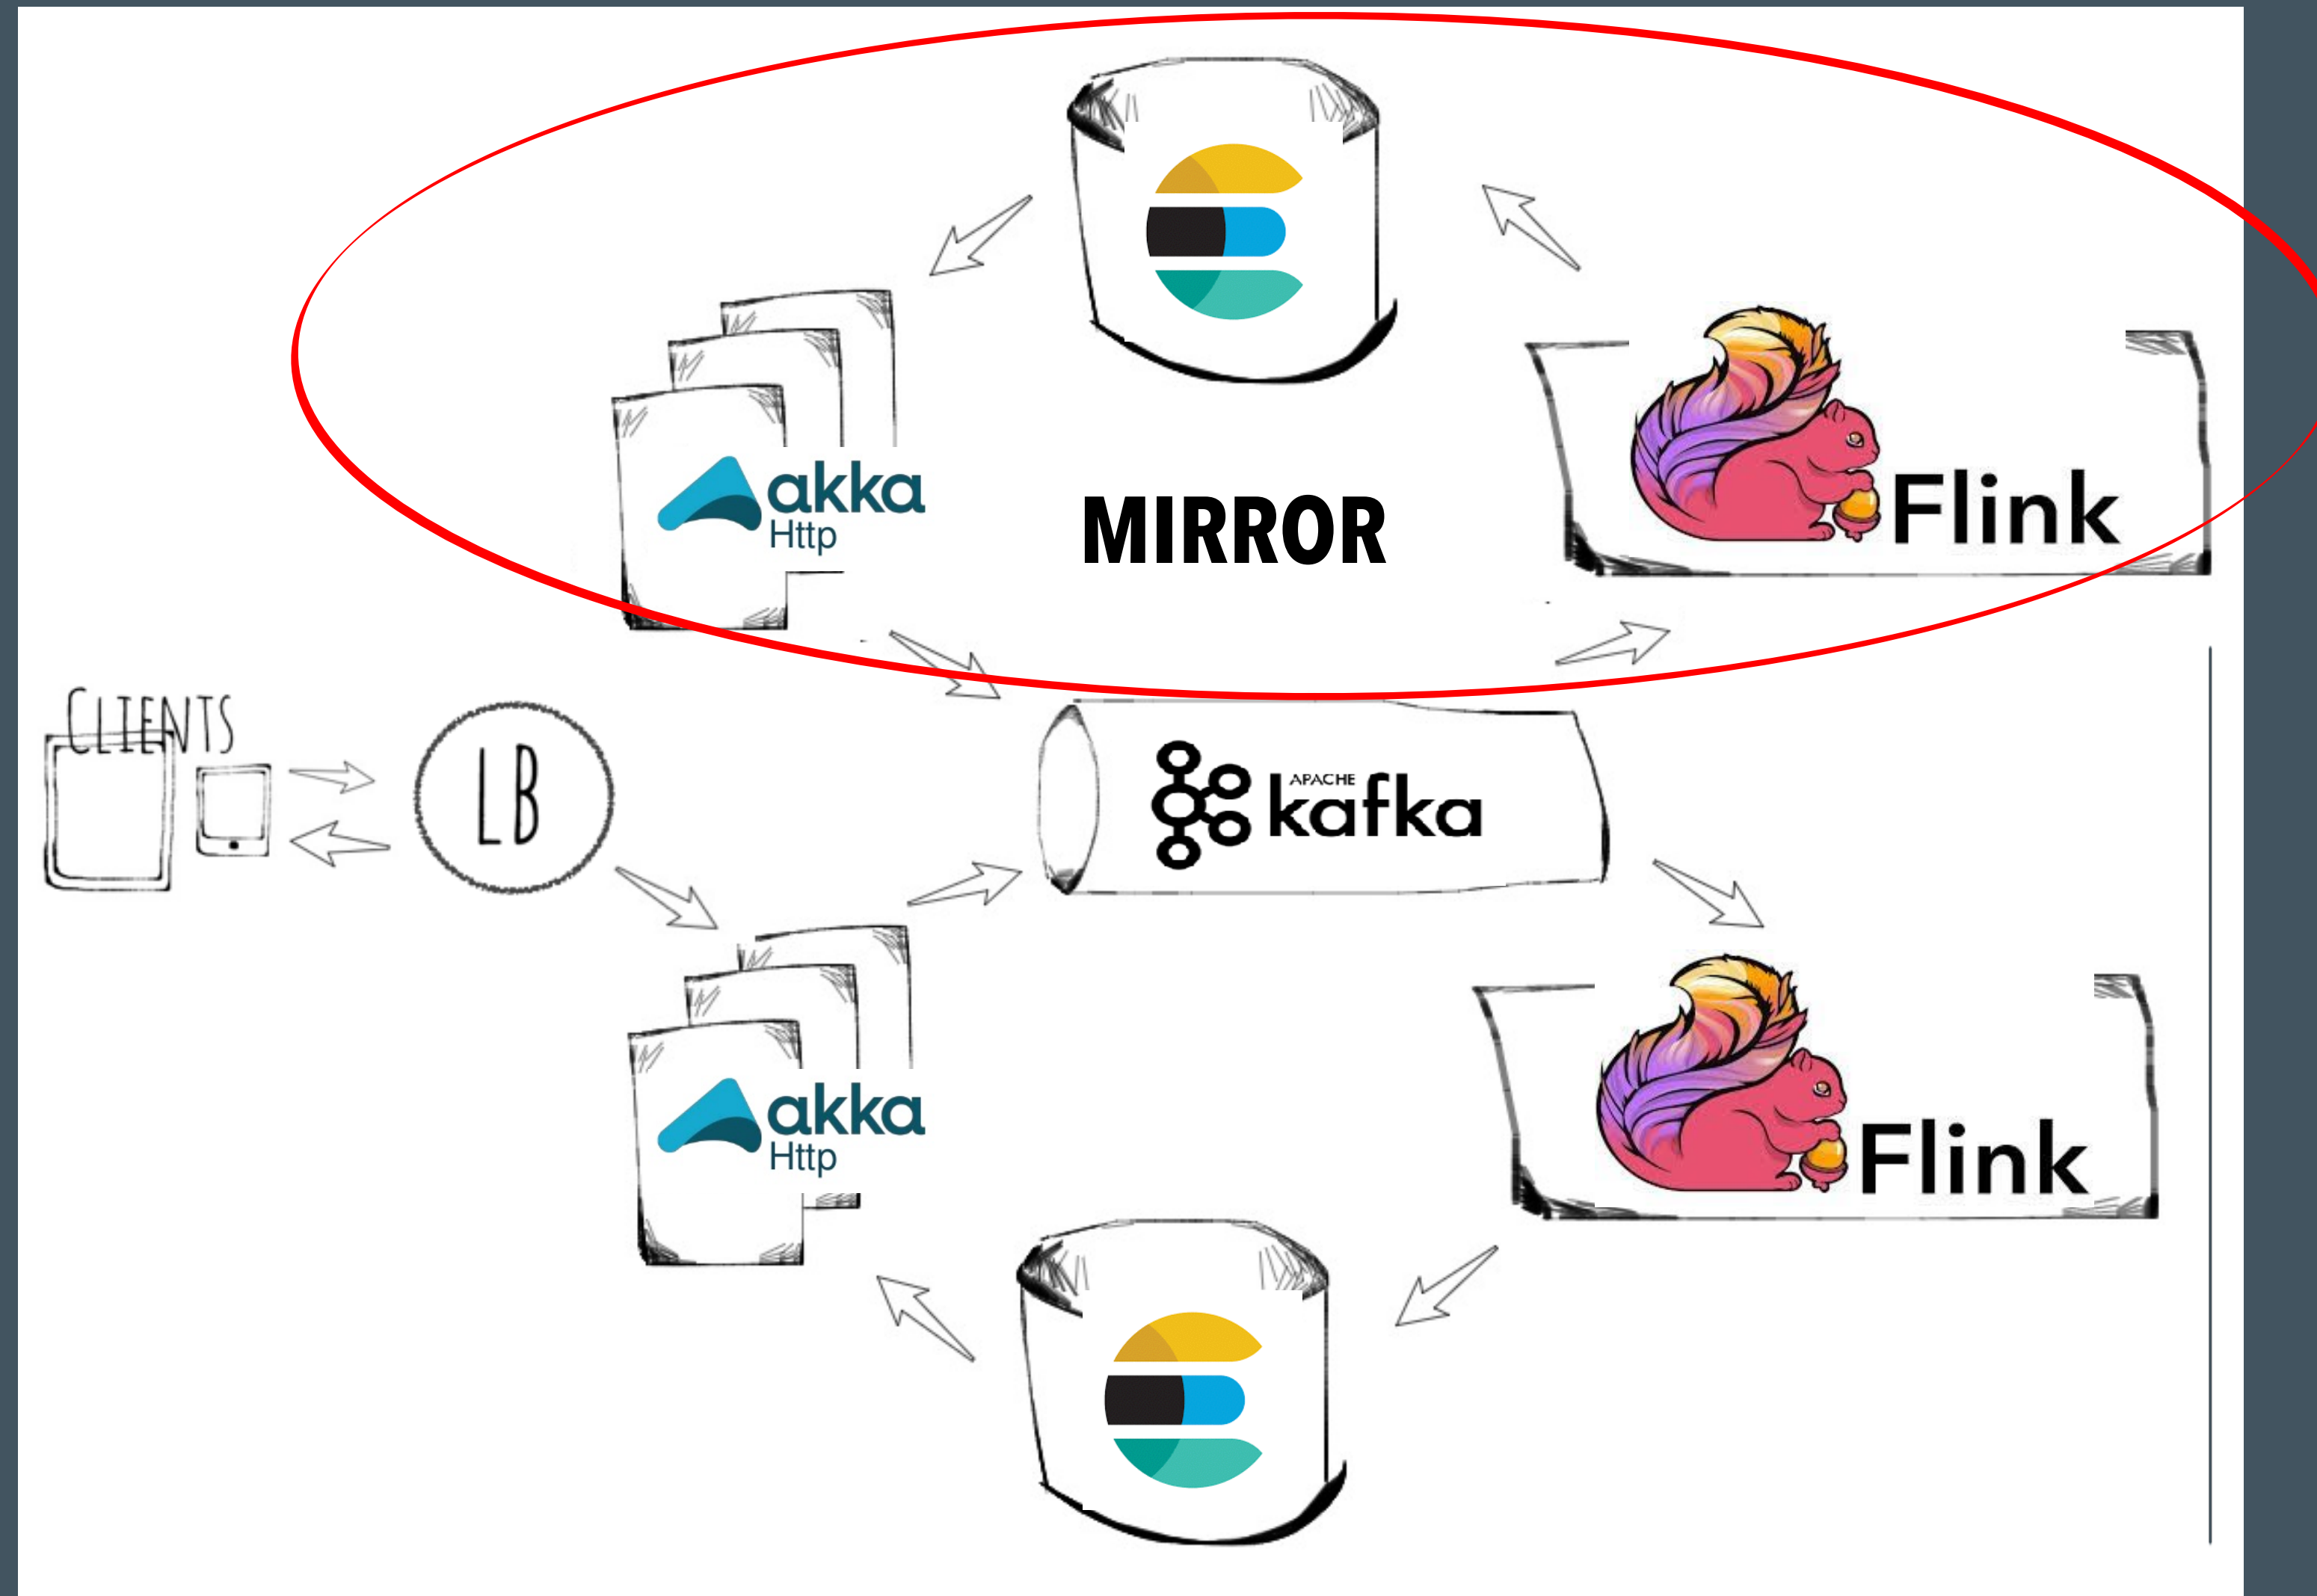 akka
Http
MIRROR
Flink
CLIENTS
LB
APACHE
kafka
akka
Http
Flink